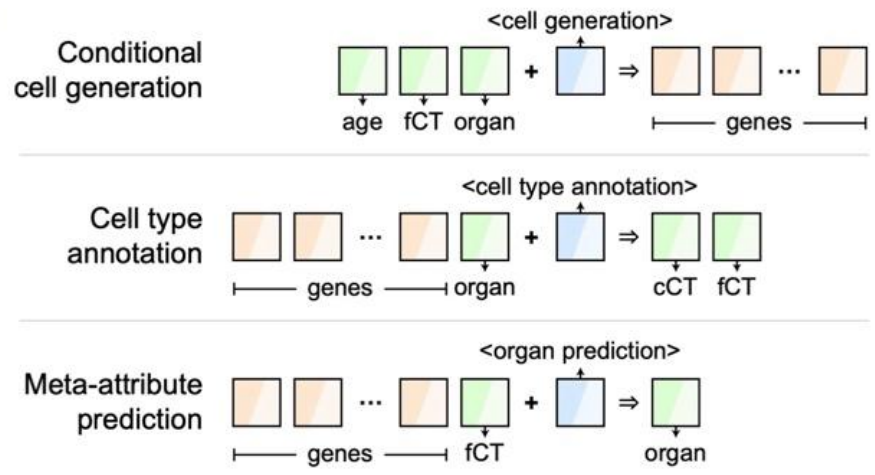 <cell generation>
Conditional
cell generation
+ ⇒ ...
age fCT organ genes
<cell type annotation>
Cell type
annotation
... + ⇒
genes organ cCT fCT
<organ prediction>
Meta-attribute
prediction
... + ⇒
genes fCT organ